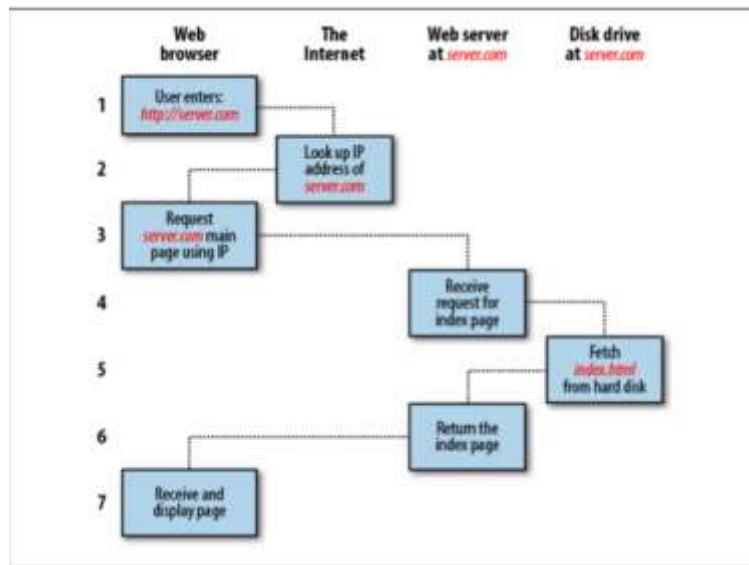 Web
browser
The
Internet
Web server
at server.com
Disk drive
at server.com
1
User enters:
http://server.com
2
Look up IP
address of
server.com
3
Request
server.com main
page using IP
4
Receive
request for
index page
5
Fetch
index.html
from hard disk
6
Return the
index page
7
Receive and
display page